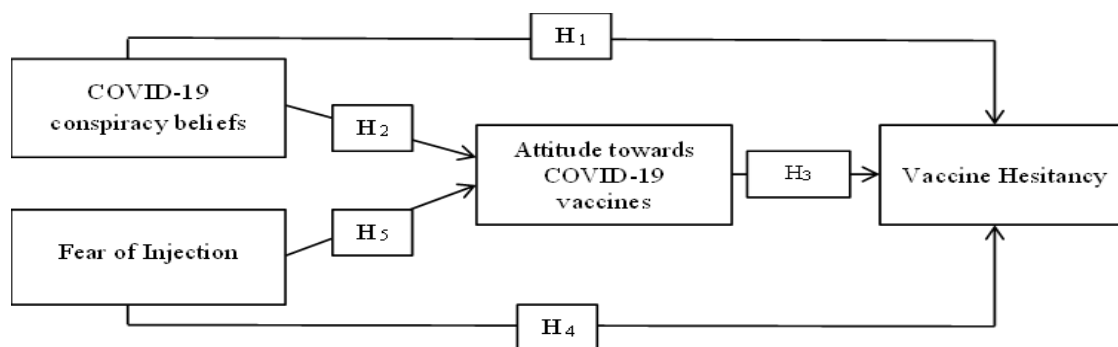 H1
COVID-19
conspiracy beliefs
H2
Attitude towards
COVID-19
vaccines
H3
Vaccine Hesitancy
Fear of Injection
H5
H4